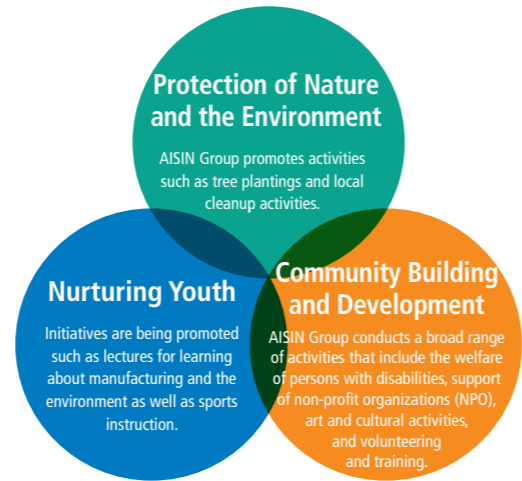 Protection of Nature
and the Environment
AISIN Group promotes activities
such as tree plantings and local
cleanup activities.
Nurturing Youth
Initiatives are being promoted
such as lectures for learning
about manufacturing and the
environment as well as sports
instruction.
Community Building
and Development
AISIN Group conducts a broad range
of activities that include the welfare
of persons with disabilities, support
of non-profit organizations (NPO),
art and cultural activities,
and volunteering
and training.